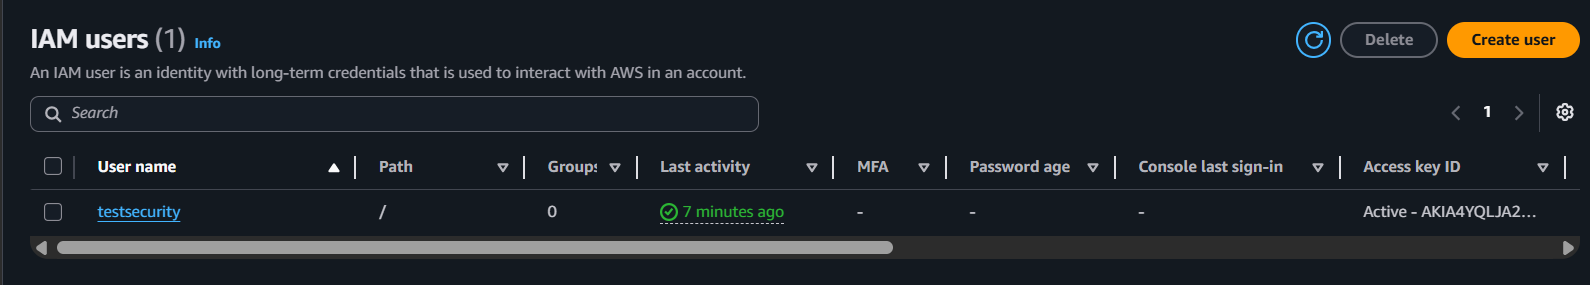 IAM users (1) Info
Delete
Create user
An IAM user is an identity with long-term credentials that is used to interact with AWS in an account.
Search
1
User name Path Groups Last activity MFA Password age Console last sign-in Access key ID
testsecurity / 0 7 minutes ago - - - Active - AKIA4YQLJA2...